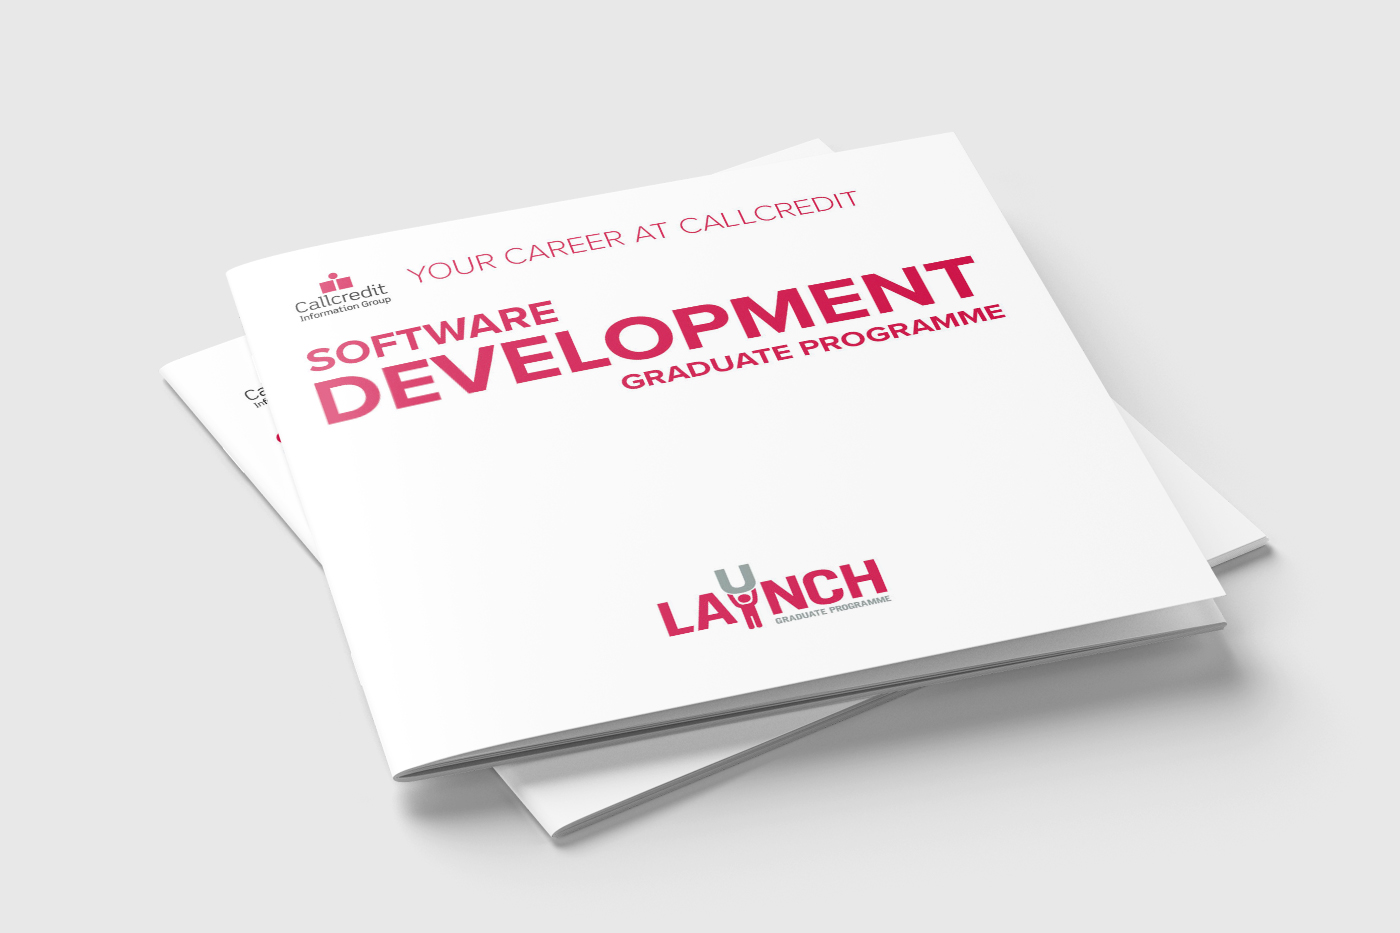 YOUR CAREER AT CALLCREDIT
Callcredit
Information Group
SOFTWARE
DEVELOPMENT
GRADUATE PROGRAMME
LAUNCH
GRADUATE PROGRAMME
Ca
Inf